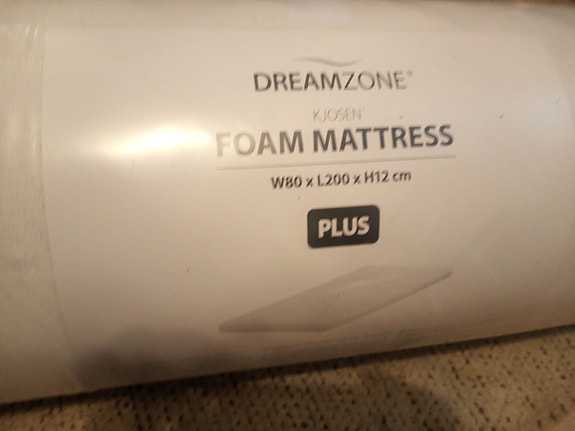 DREAMZONE®
KJOSEN
FOAM MATTRESS
W80 x L200 x H12 cm
PLUS